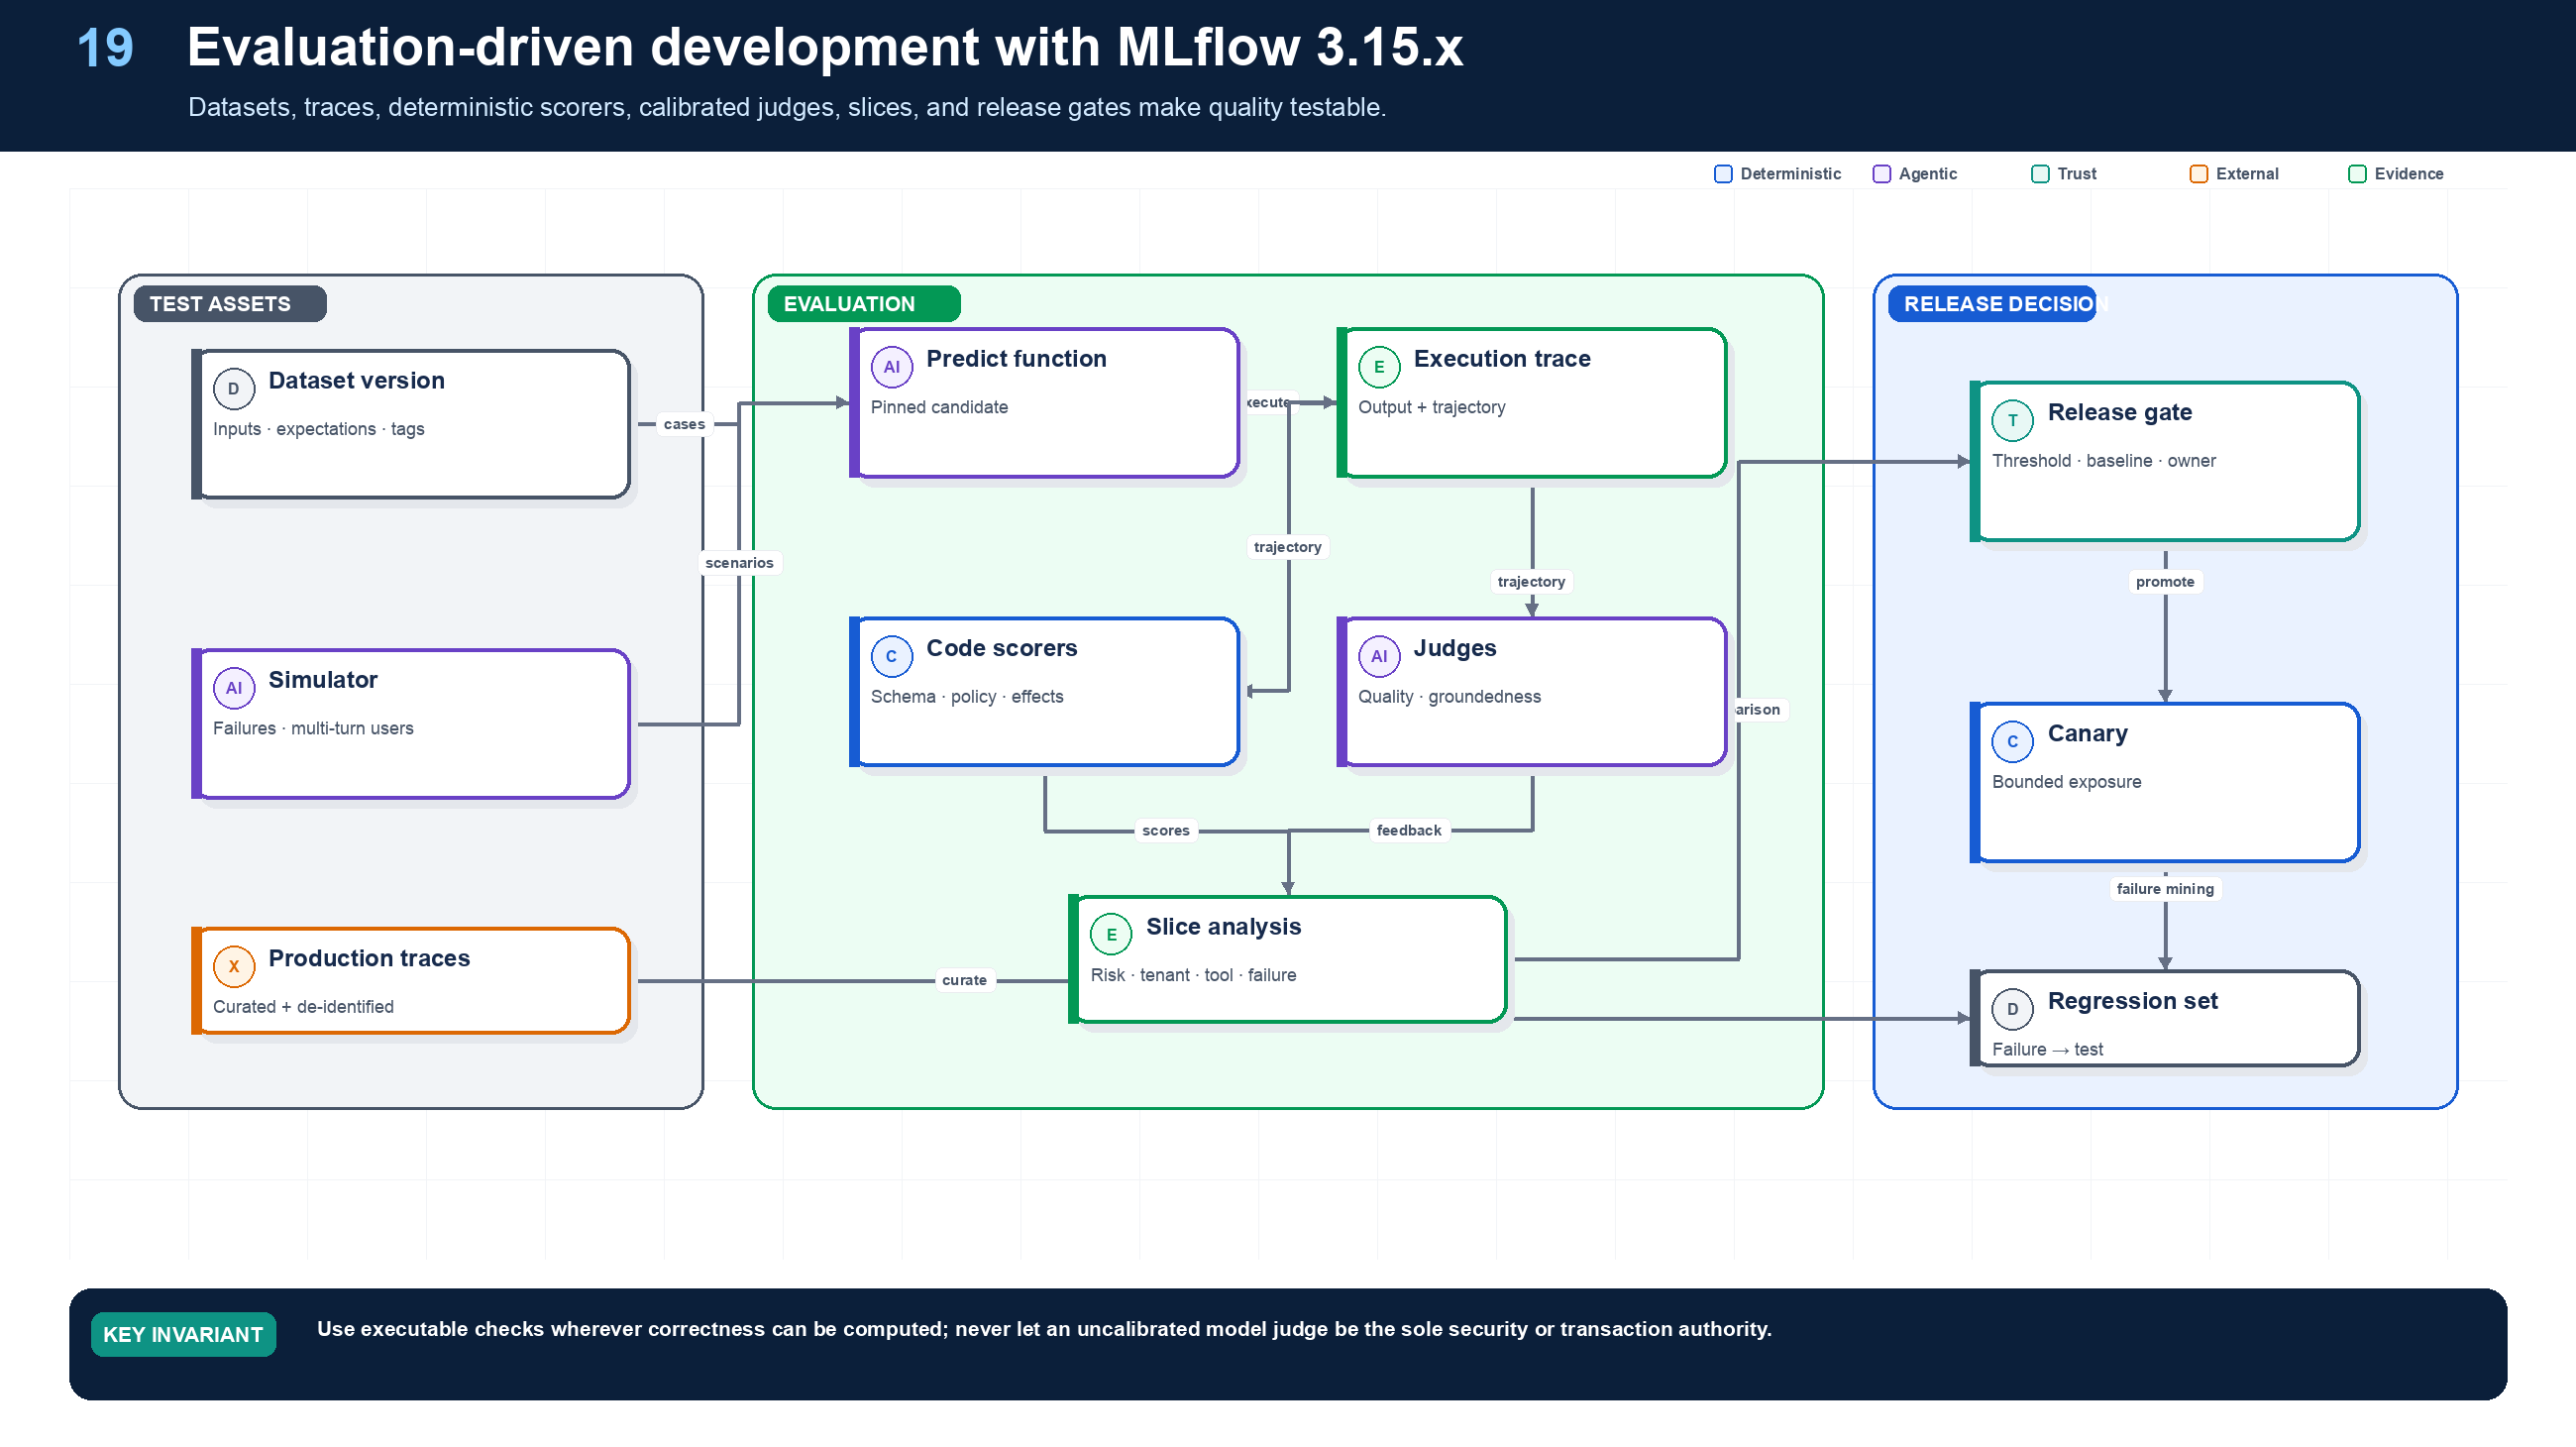 19
Evaluation-driven development with MLflow 3.15.x
Datasets, traces, deterministic scorers, calibrated judges, slices, and release gates make quality testable.
Deterministic
Agentic
Trust
External
Evidence
TEST ASSETS
D
Dataset version
Inputs · expectations · tags
cases
scenarios
AI
Simulator
Failures · multi-turn users
X
Production traces
Curated + de-identified
curate
EVALUATION
AI
Predict function
Pinned candidate
E
Execution trace
Output + trajectory
trajectory
trajectory
C
Code scorers
Schema · policy · effects
AI
Judges
Quality · groundedness
scores
feedback
E
Slice analysis
Risk · tenant · tool · failure
RELEASE DECISION
T
Release gate
Threshold · baseline · owner
promote
C
Canary
Bounded exposure
failure mining
D
Regression set
Failure → test
KEY INVARIANT
Use executable checks wherever correctness can be computed; never let an uncalibrated model judge be the sole security or transaction authority.